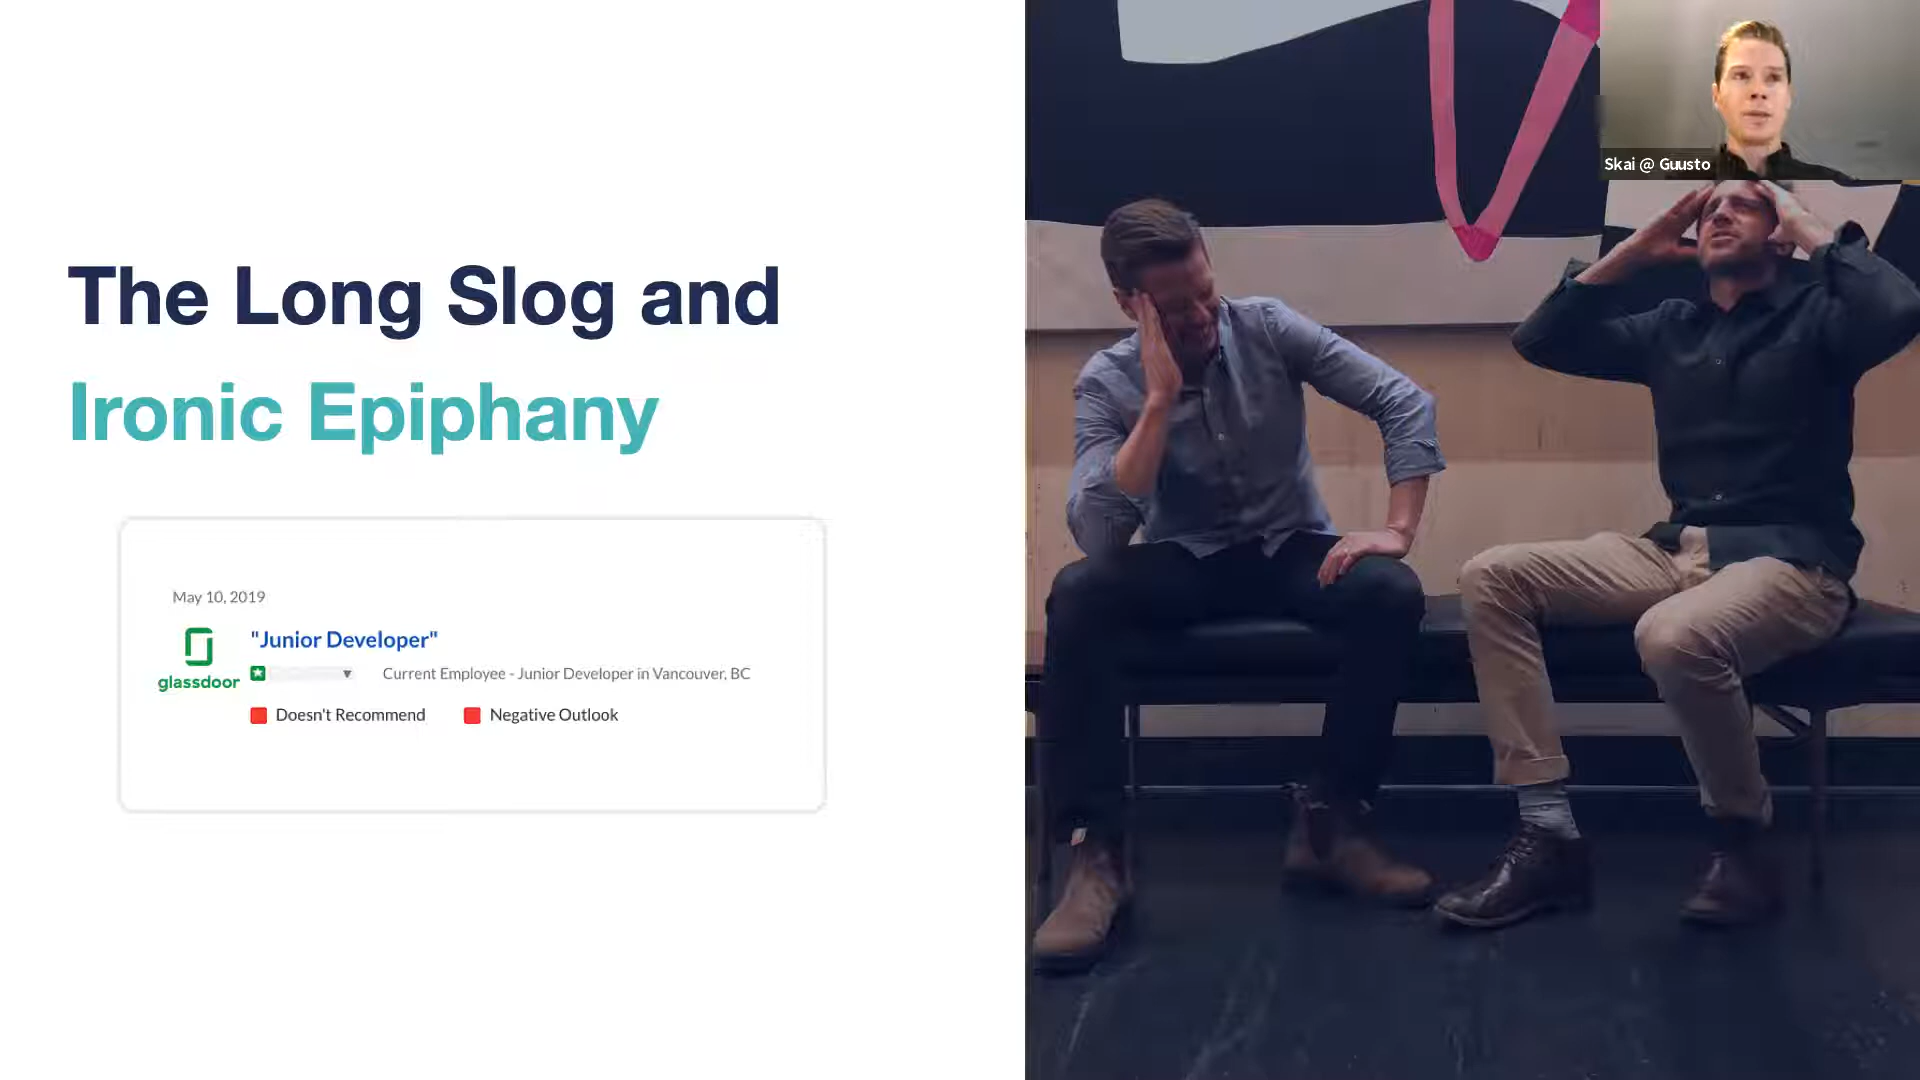 Skai @ Guusto
The Long Slog and
Ironic Epiphany
May 10, 2019
glassdoor
"Junior Developer"
Current Employee - Junior Developer in Vancouver, BC
Doesn't Recommend
Negative Outlook